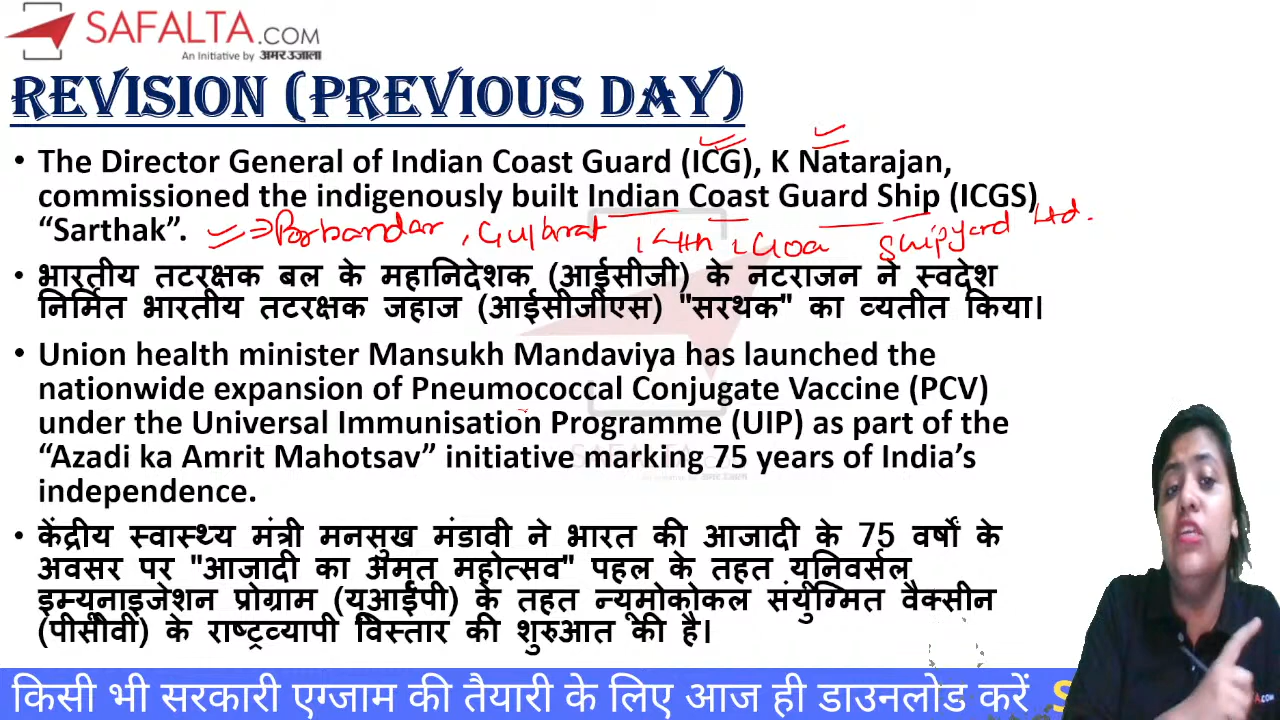 SAFALTA.COM
An Initiative by अमर उजाला
REVISION (PREVIOUS DAY)
• The Director General of Indian Coast Guard (ICG), K Natarajan,
commissioned the indigenously built Indian Coast Guard Ship (ICGS)
“Sarthak”.
=> Porbandar, Gujarat, 4th, Goa Shipyard Ltd.
• भारतीय तटरक्षक बल के महानिदेशक (आईसीजी) के नटराजन ने स्वदेश
निर्मित भारतीय तटरक्षक जहाज (आईसीजीएस) "सरथक" का व्यतीत किया।
• Union health minister Mansukh Mandaviya has launched the
nationwide expansion of Pneumococcal Conjugate Vaccine (PCV)
under the Universal Immunisation Programme (UIP) as part of the
“Azadi ka Amrit Mahotsav” initiative marking 75 years of India’s
independence.
• केंद्रीय स्वास्थ्य मंत्री मनसुख मंडावी ने भारत की आजादी के 75 वर्षों के
अवसर पर "आजादी का अमृत महोत्सव" पहल के तहत यूनिवर्सल
इम्यूनाइजेशन प्रोग्राम (यूआईपी) के तहत न्यूमोकोकल संयुग्मित वैक्सीन
(पीसीवी) के राष्ट्रव्यापी विस्तार की शुरुआत की है।
किसी भी सरकारी एग्जाम की तैयारी के लिए आज ही डाउनलोड करें S